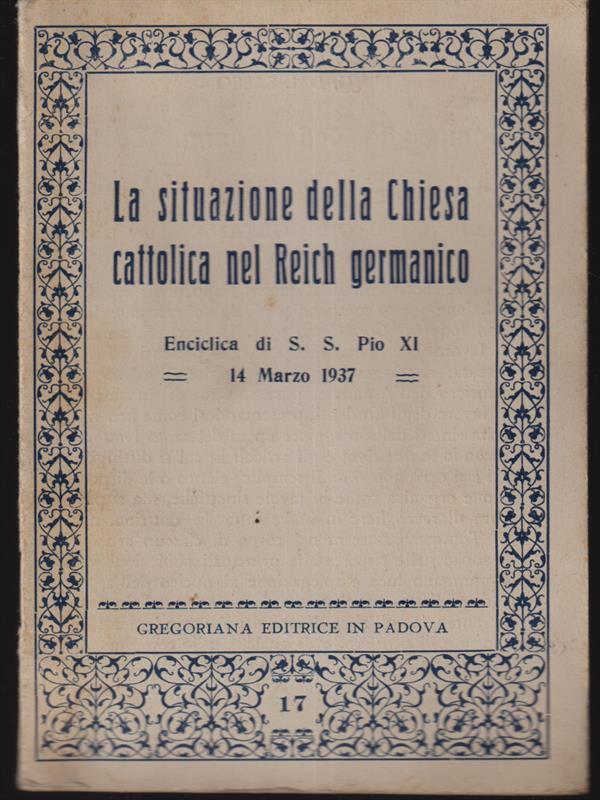 La situazione della Chiesa
cattolica nel Reich germanico
Enciclica di S. S. Pio XI
14 Marzo 1937
GREGORIANA EDITRICE IN PADOVA
17